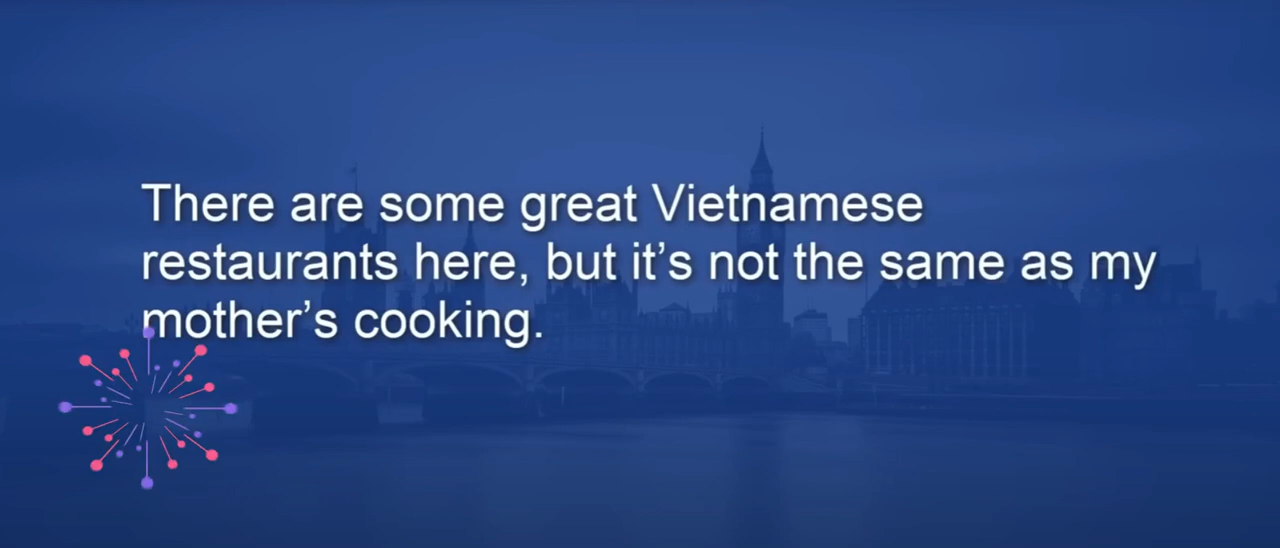 There are some great Vietnamese
restaurants here, but it’s not the same as my
mother’s cooking.